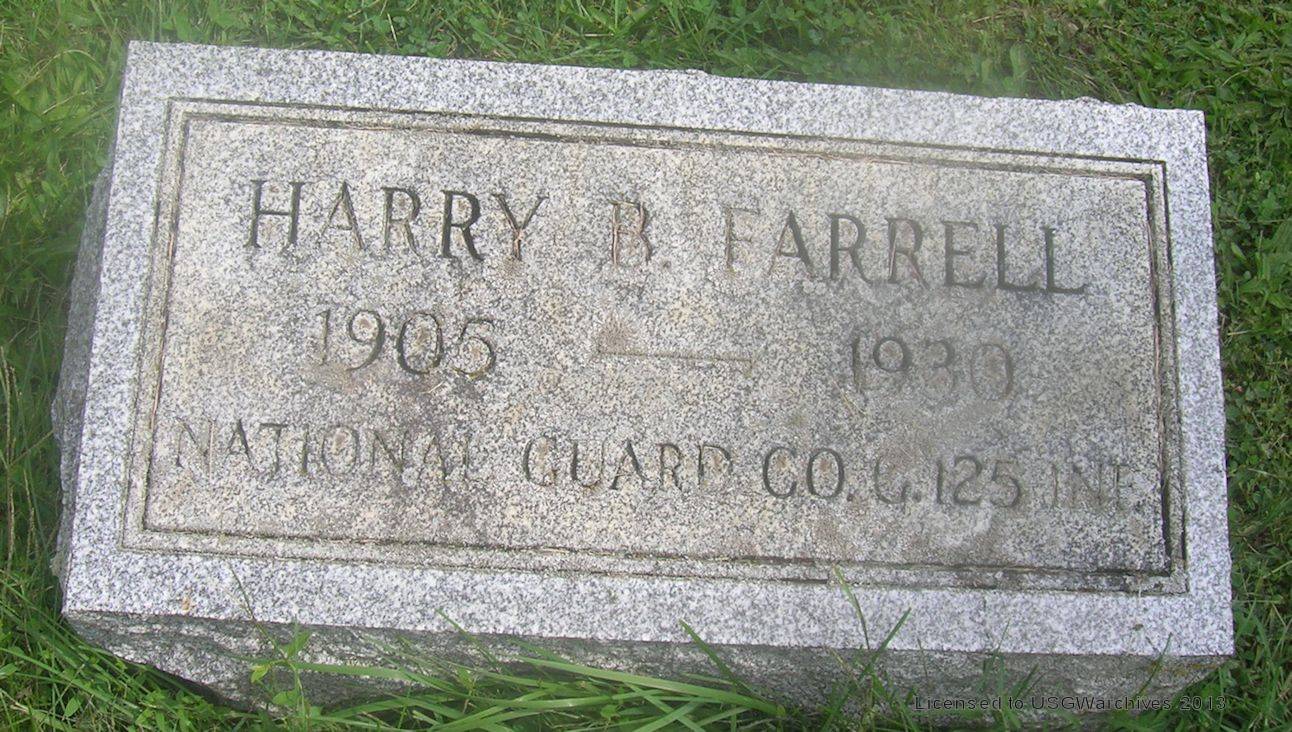 HARRY B. FARRELL
1905 — 1930
NATIONAL GUARD CO. G. 125 INF
Licensed to USGWarchives 2013